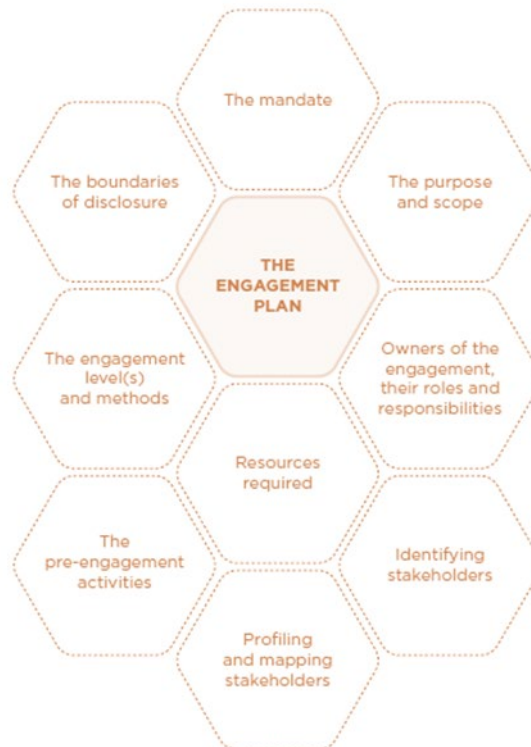 The mandate
The boundaries
of disclosure
The purpose
and scope
THE
ENGAGEMENT
PLAN
The engagement
level(s)
and methods
Owners of the
engagement,
their roles and
responsibilities
Resources
required
The
pre-engagement
activities
Identifying
stakeholders
Profiling
and mapping
stakeholders